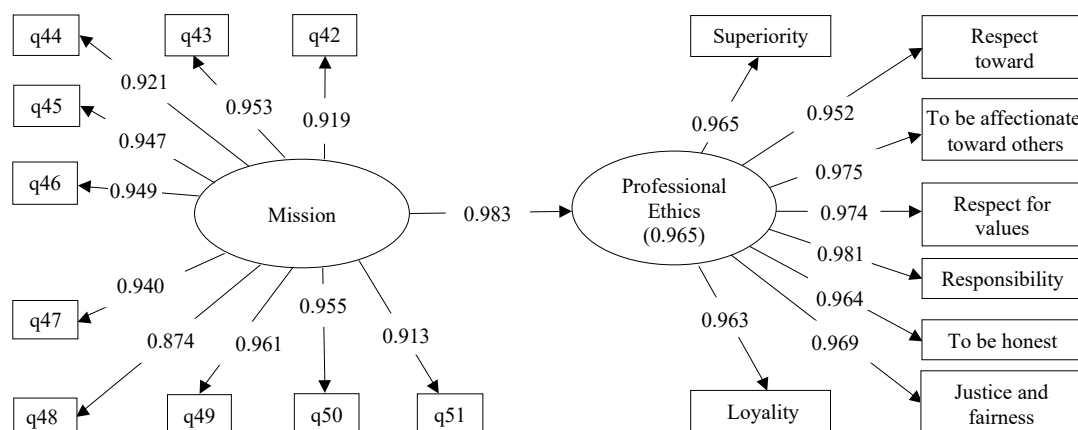 q44
q43
q42
Superiority
Respect
toward
0.921
0.953
0.919
0.965
0.952
q45
To be affectionate
toward others
0.947
0.975
q46
0.949
Mission
0.983
Professional
Ethics
(0.965)
0.974
Respect for
values
0.981
Responsibility
0.940
0.955
0.964
q47
0.874
0.961
0.913
0.963
0.969
To be honest
q48
q49
q50
q51
Loyality
Justice and
fairness